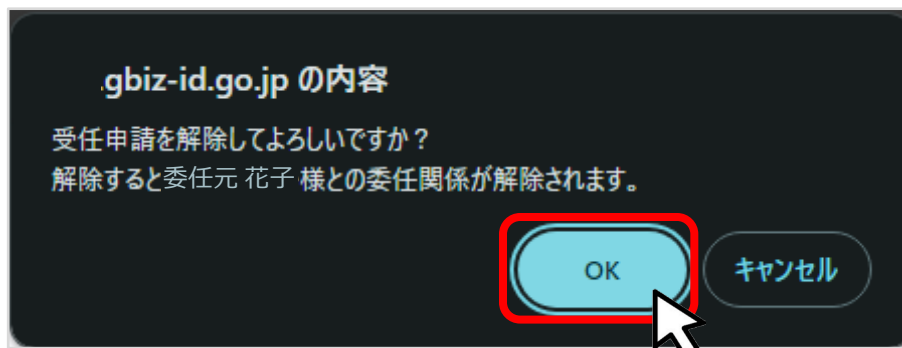 .gbiz-id.go.jp の内容
受任申請を解除してよろしいですか？
解除すると委任元 花子 様との委任関係が解除されます。
OK
キャンセル